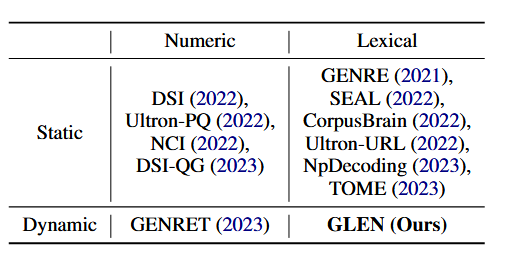 Numeric Lexical
GENRE (2021),
DSI (2022), SEAL (2022),
Ultron-PQ (2022), CorpusBrain (2022),
Static NCI (2022), Ultron-URL (2022),
DSI-QG (2023) NpDecoding (2023),
TOME (2023)
Dynamic GENRET (2023) GLEN (Ours)